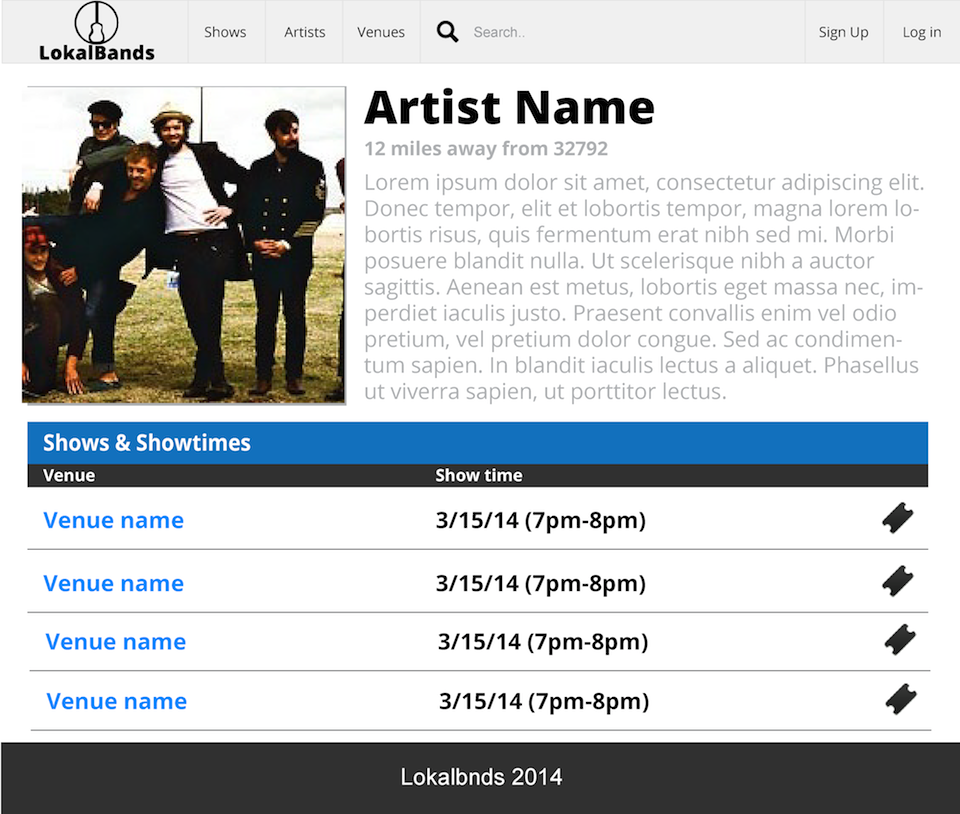 LokalBands
Shows
Artists
Venues
Search..
Sign Up
Log in
Artist Name
12 miles away from 32792
Lorem ipsum dolor sit amet, consectetur adipiscing elit.
Donec tempor, elit et lobortis tempor, magna lorem lo-
bortis risus, quis fermentum erat nibh sed mi. Morbi
posuere blandit nulla. Ut scelerisque nibh a auctor
sagittis. Aenean est metus, lobortis eget massa nec, im-
perdiet iaculis justo. Praesent convallis enim vel odio
pretium, vel pretium dolor congue. Sed ac condimen-
tum sapien. In blandit iaculis lectus a aliquet. Phasellus
ut viverra sapien, ut porttitor lectus.
Shows & Showtimes
Venue Show time
Venue name 3/15/14 (7pm-8pm)
Venue name 3/15/14 (7pm-8pm)
Venue name 3/15/14 (7pm-8pm)
Venue name 3/15/14 (7pm-8pm)
Lokalbnds 2014